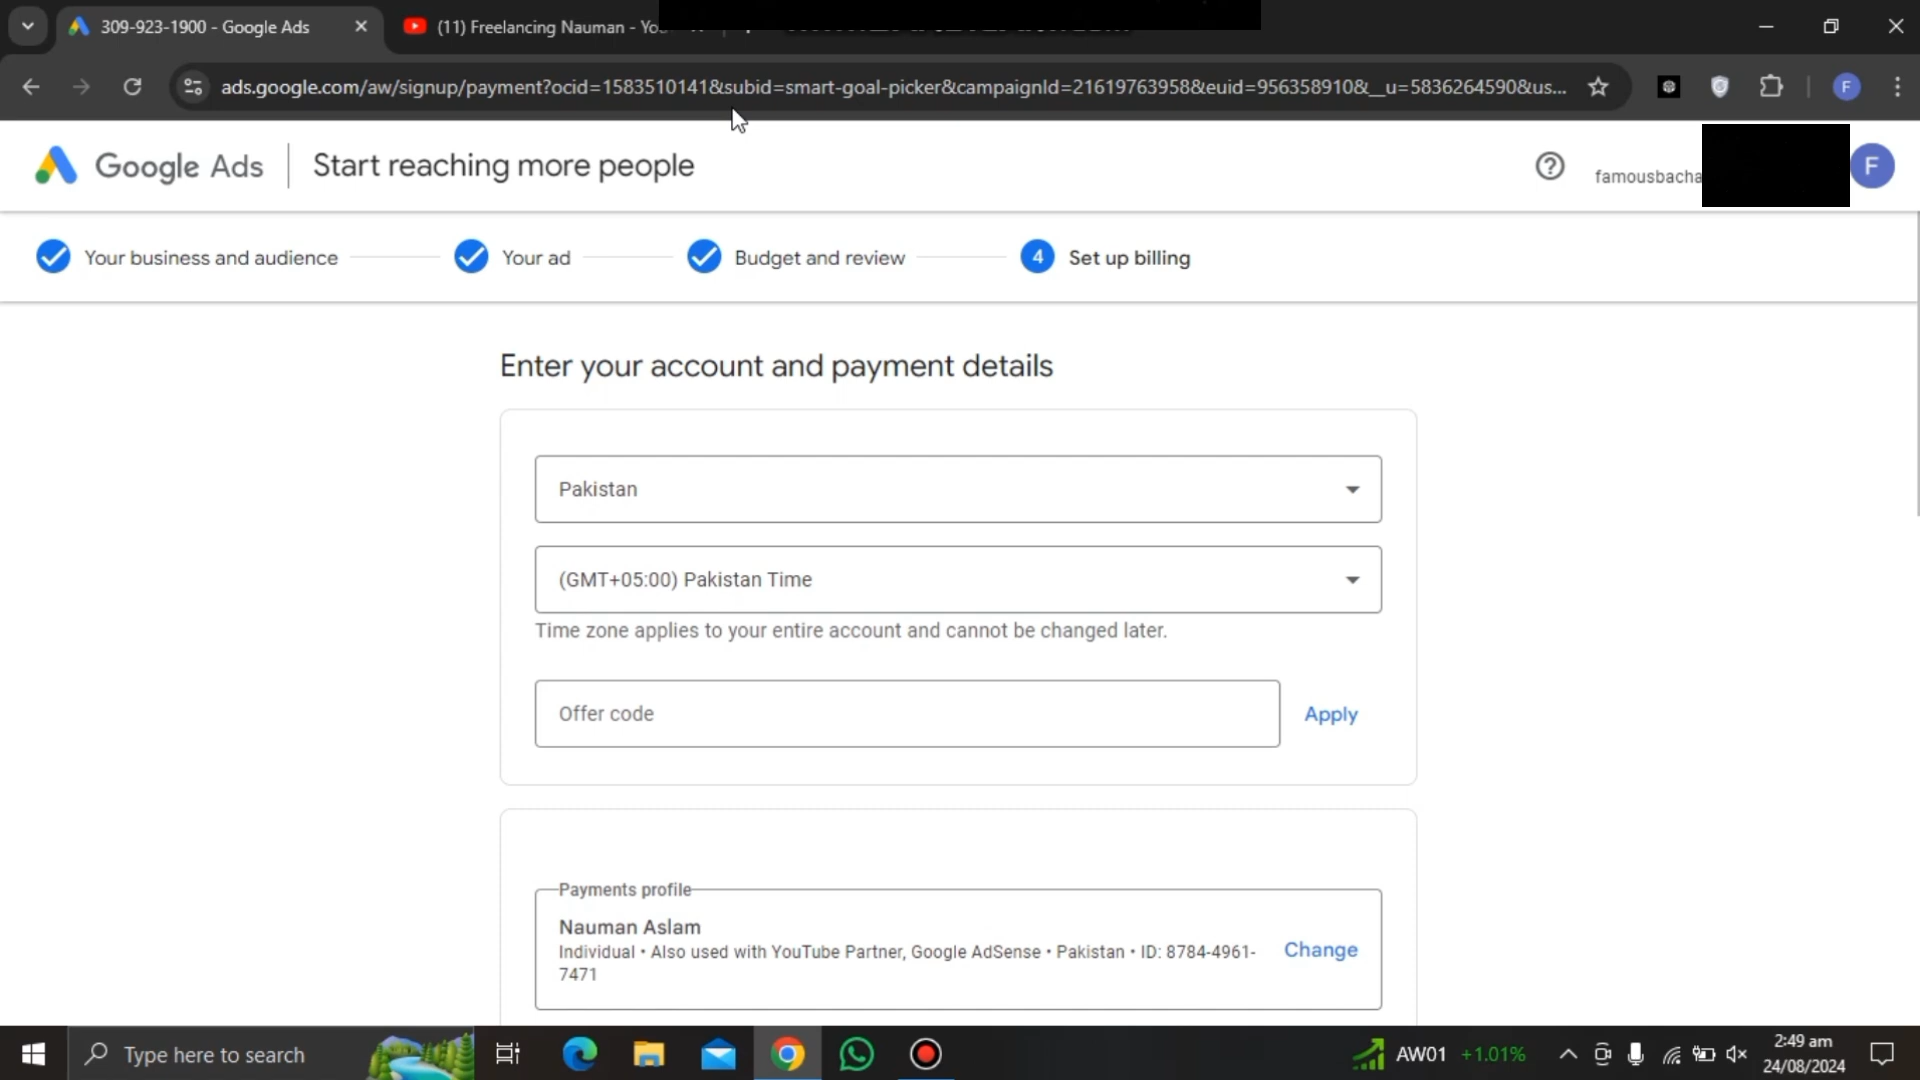 309-923-1900 - Google Ads
(11) Freelancing Nauman - Yo
ads.google.com/aw/signup/payment?ocid=1583510141&subid=smart-goal-picker&campaignId=21619763958&euid=956358910&__u=5836264590&us...
F
Google Ads
Start reaching more people
famousbacha
F
Your business and audience
Your ad
Budget and review
4
Set up billing
Enter your account and payment details
Pakistan
(GMT+05:00) Pakistan Time
Time zone applies to your entire account and cannot be changed later.
Offer code
Apply
Payments profile
Nauman Aslam
Individual • Also used with YouTube Partner, Google AdSense • Pakistan • ID: 8784-4961-
7471
Change
Type here to search
AW01 +1.01%
2:49 am
24/08/2024